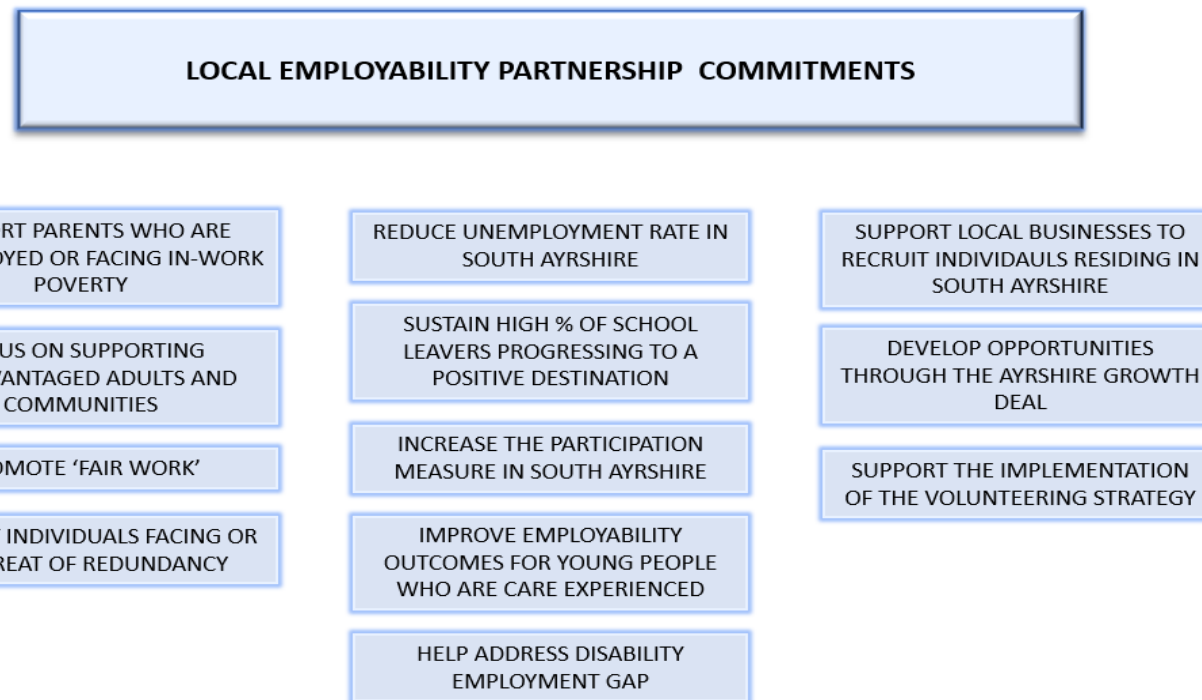 LOCAL EMPLOYABILITY PARTNERSHIP COMMITMENTS
RT PARENTS WHO ARE
OYED OR FACING IN-WORK
POVERTY
US ON SUPPORTING
ANTAGED ADULTS AND
COMMUNITIES
OMOTE ‘FAIR WORK’
INDIVIDUALS FACING OR
REAT OF REDUNDANCY
REDUCE UNEMPLOYMENT RATE IN
SOUTH AYRSHIRE
SUSTAIN HIGH % OF SCHOOL
LEAVERS PROGRESSING TO A
POSITIVE DESTINATION
INCREASE THE PARTICIPATION
MEASURE IN SOUTH AYRSHIRE
IMPROVE EMPLOYABILITY
OUTCOMES FOR YOUNG PEOPLE
WHO ARE CARE EXPERIENCED
HELP ADDRESS DISABILITY
EMPLOYMENT GAP
SUPPORT LOCAL BUSINESSES TO
RECRUIT INDIVIDAULS RESIDING IN
SOUTH AYRSHIRE
DEVELOP OPPORTUNITIES
THROUGH THE AYRSHIRE GROWTH
DEAL
SUPPORT THE IMPLEMENTATION
OF THE VOLUNTEERING STRATEGY